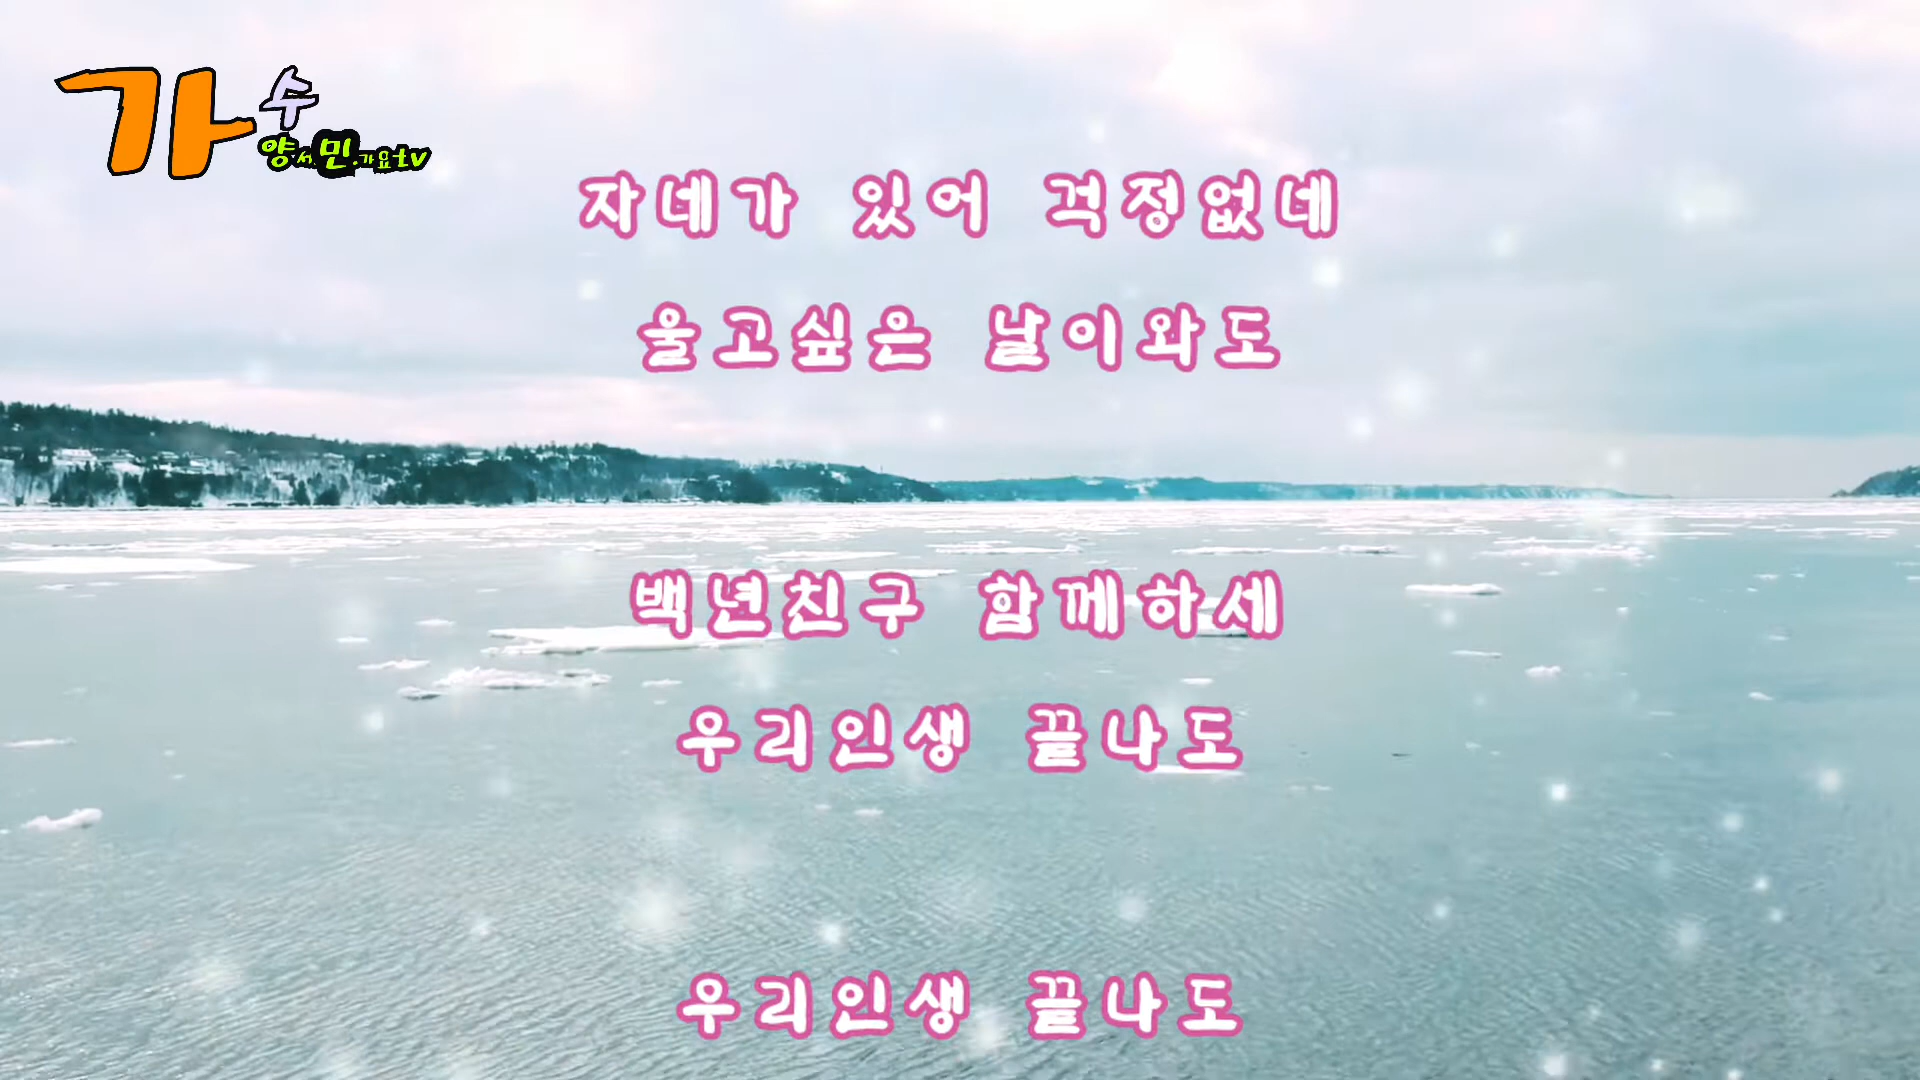 가수
양서민가요tv
자네가 있어 걱정없네
울고싶은 날이와도
백년친구 함께하세
우리인생 끝나도
우리인생 끝나도